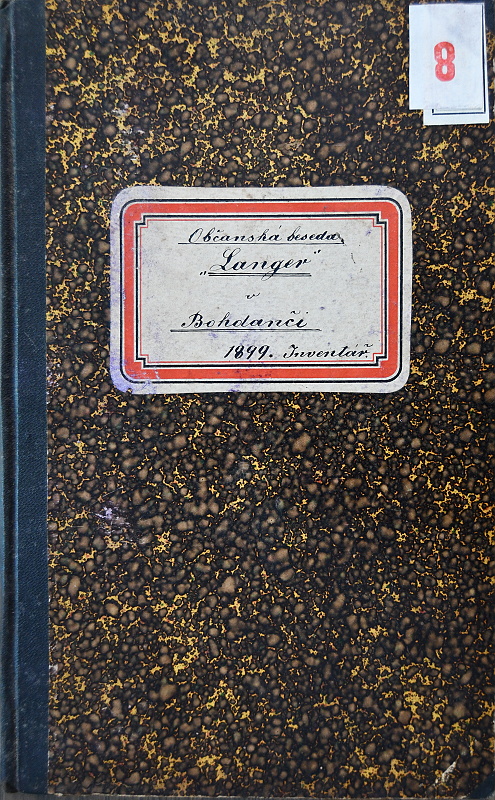 8
Občanská beseda,
„Langer"
v
Bohdanči
1899. Inventář.